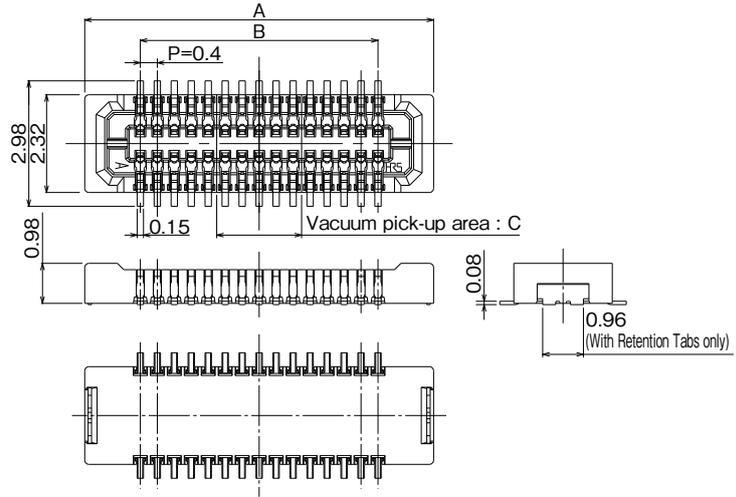 A
B
P=0.4
2.98
2.32
A
HRS
0.15
Vacuum pick-up area : C
0.98
0.08
0.96
(With Retention Tabs only)